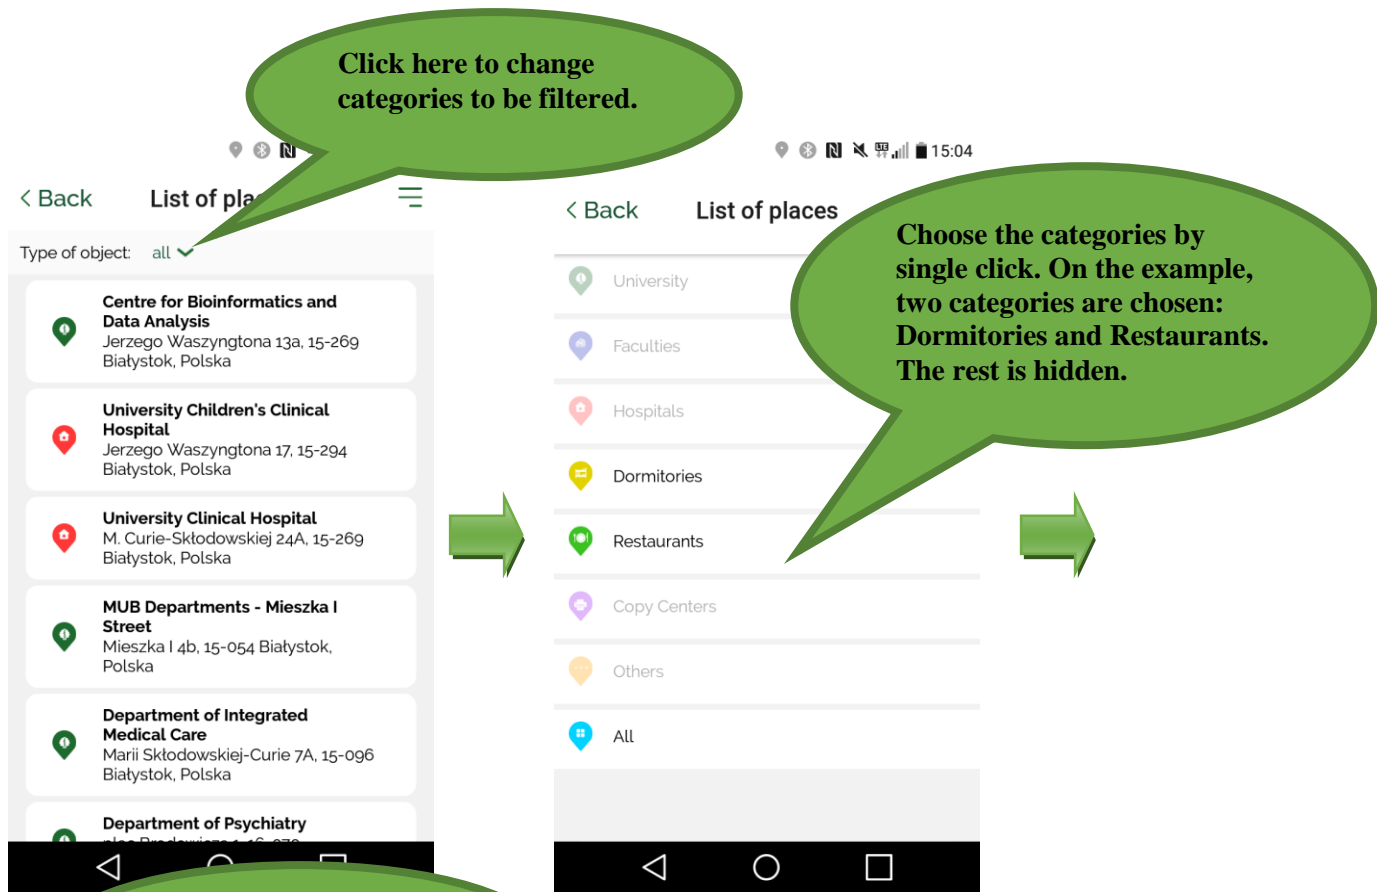 Click here to change
categories to be filtered.
15:04
< Back
List of pla
Type of object: all
Centre for Bioinformatics and
Data Analysis
Jerzego Waszyngtona 13a, 15-269
Białystok, Polska
University Children's Clinical
Hospital
Jerzego Waszyngtona 17, 15-294
Białystok, Polska
University Clinical Hospital
M. Curie-Skłodowskiej 24A, 15-269
Białystok, Polska
MUB Departments - Mieszka I
Street
Mieszka I 4b, 15-054 Białystok,
Polska
Department of Integrated
Medical Care
Marii Skłodowskiej-Curie 7A, 15-096
Białystok, Polska
Department of Psychiatry
< Back
List of places
University
Faculties
Hospitals
Dormitories
Restaurants
Copy Centers
Others
All
Choose the categories by
single click. On the example,
two categories are chosen:
Dormitories and Restaurants.
The rest is hidden.